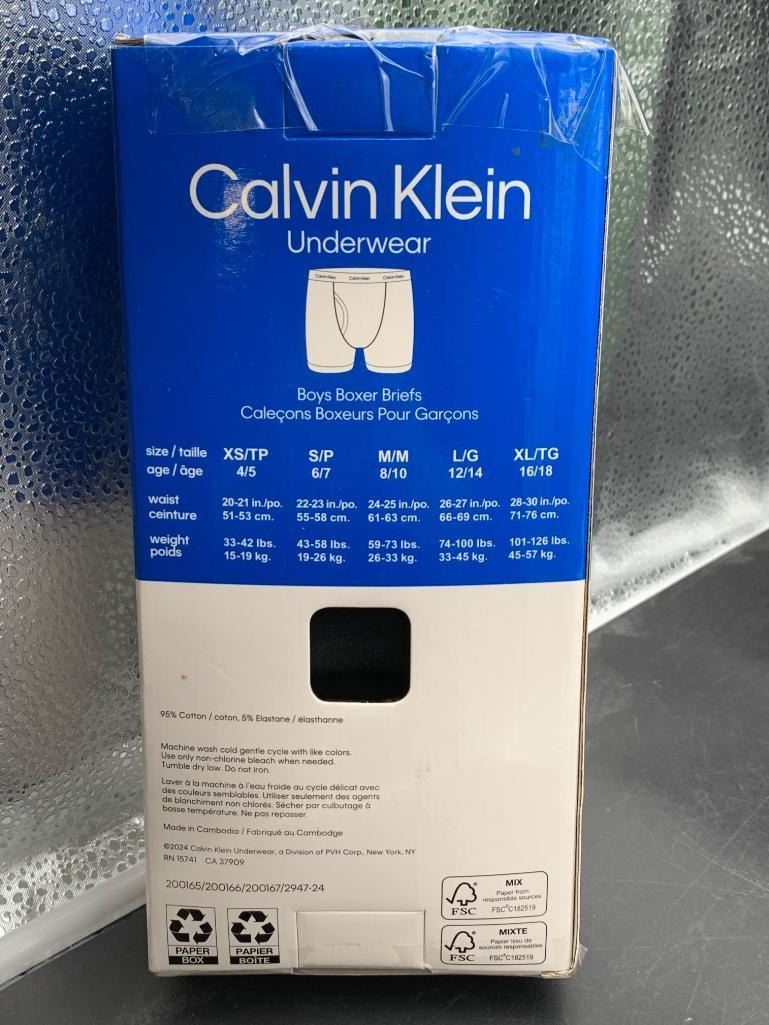 Calvin Klein
Underwear
Calvin Klein Calvin Klein Calvin Klein
Boys Boxer Briefs
Caleçons Boxeurs Pour Garçons
size / taille XS/TP S/P M/M L/G XL/TG
age / âge 4/5 6/7 8/10 12/14 16/18
waist 20-21 in./po. 22-23 in./po. 24-25 in./po. 26-27 in./po. 28-30 in./po.
ceinture 51-53 cm. 55-58 cm. 61-63 cm. 66-69 cm. 71-76 cm.
weight 33-42 lbs. 43-58 lbs. 59-73 lbs. 74-100 lbs. 101-126 lbs.
poids 15-19 kg. 19-26 kg. 26-33 kg. 33-45 kg. 45-57 kg.
95% Cotton / coton, 5% Elastane / élasthanne
Machine wash cold gentle cycle with like colors.
Use only non-chlorine bleach when needed.
Tumble dry low. Do not iron.
Laver à la machine à l'eau froide au cycle délicat avec
des couleurs semblables. Utiliser seulement des agents
de blanchiment non chlorés. Sécher par culbutage à
basse température. Ne pas repasser.
Made in Cambodia / Fabriqué au Cambodge
©2024 Calvin Klein Underwear, a Division of PVH Corp., New York, NY
RN 15741 CA 37909
200165/200166/200167/2947-24
PAPER
BOX
PAPIER
BOÎTE
FSC®
MIX
Paper from
responsible sources
FSC®C182519
FSC®
MIXTE
Papier issu de
sources responsables
FSC®C182519